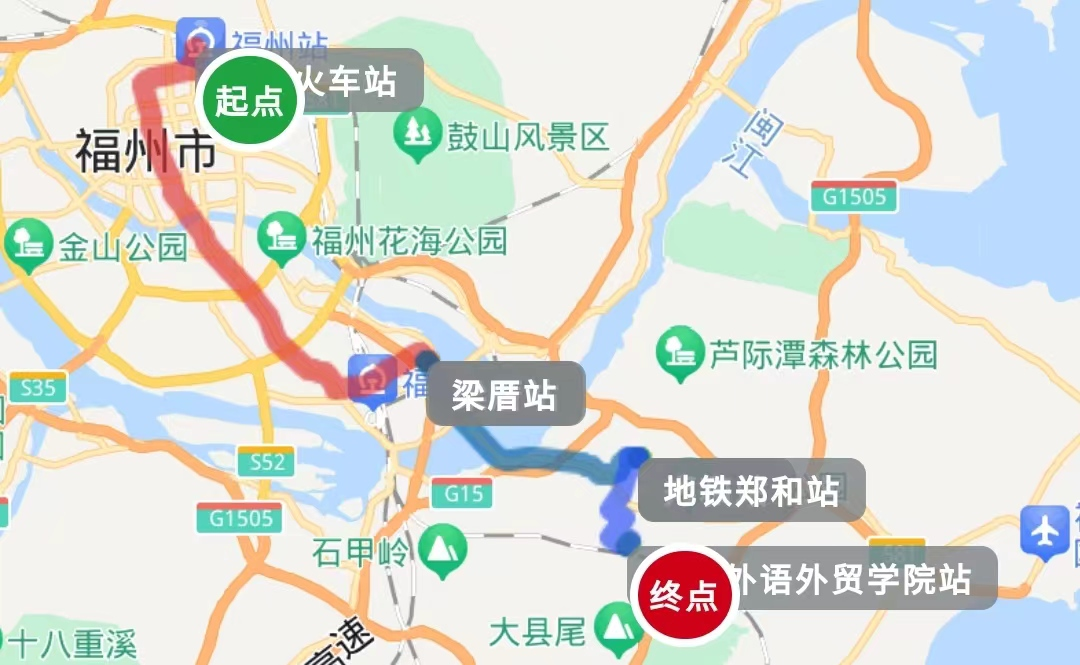 福州站
火车站
起点
福州市
鼓山风景区
闽江
G1505
金山公园
福州花海公园
芦际潭森林公园
S35
福
梁厝站
S52
G15
地铁郑和站
G1505
石甲岭
外语外贸学院站
终点
大县尾
十八重溪
高速